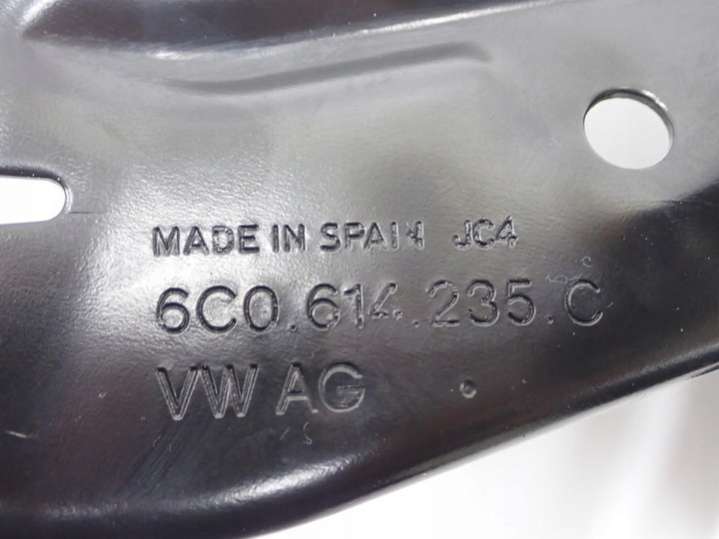 MADE IN SPAIN JC4
6C0.614.235.C
VW AG